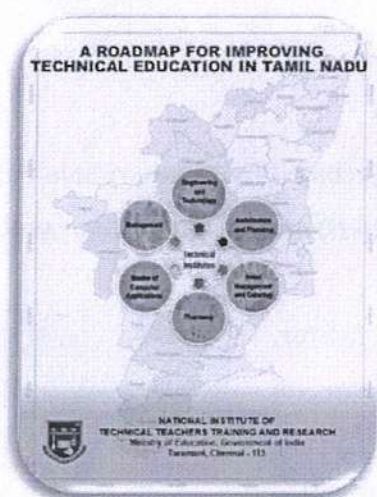 A ROADMAP FOR IMPROVING
TECHNICAL EDUCATION IN TAMIL NADU
Engineering
and
Technology
Management
Architecture
and Planning
Technical
Institution
Master of
Computer
Applications
Hotel
Management
and Catering
Pharmacy
NATIONAL INSTITUTE OF
TECHNICAL TEACHERS TRAINING AND RESEARCH
Ministry of Education, Government of India
Taramani, Chennai - 113